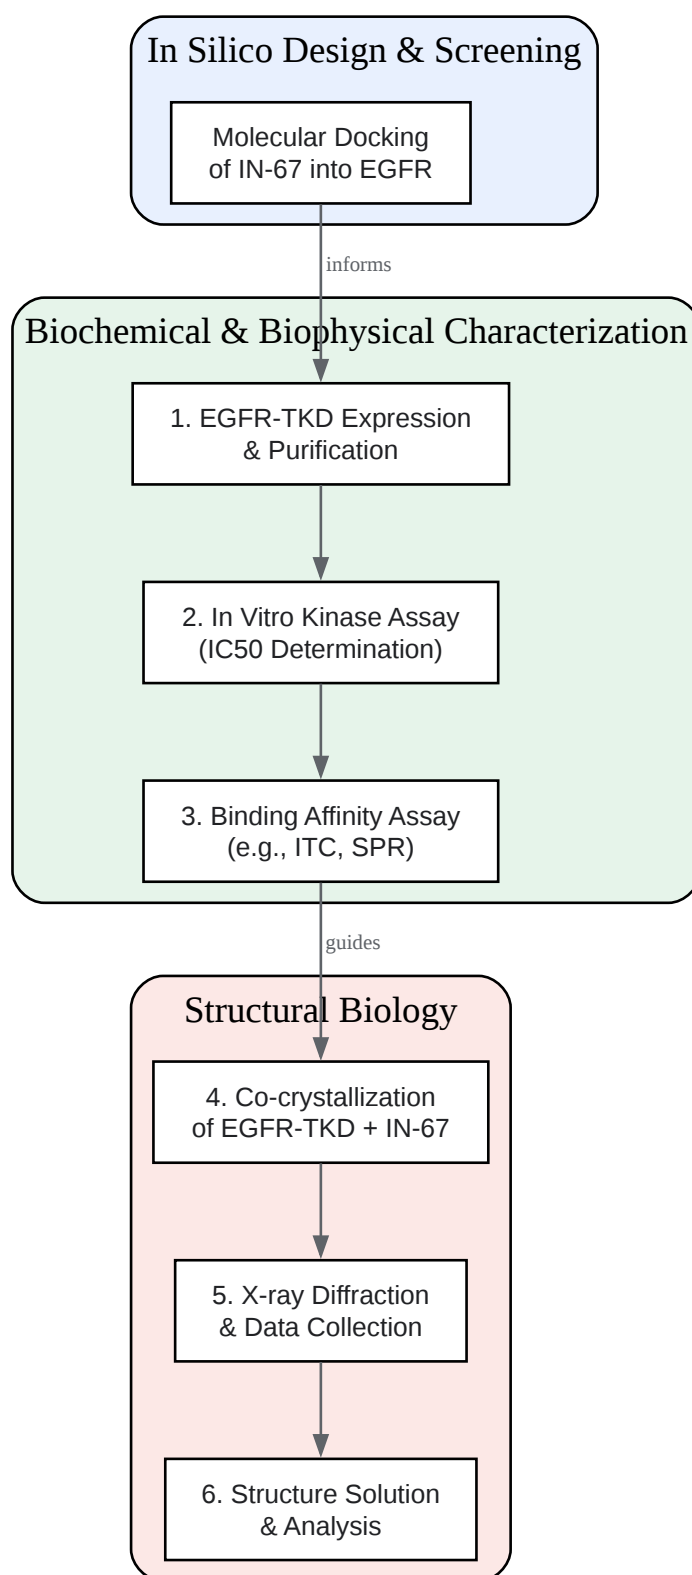 In Silico Design & Screening
Molecular Docking
of IN-67 into EGFR
informs
Biochemical & Biophysical Characterization
1. EGFR-TKD Expression
& Purification
2. In Vitro Kinase Assay
(IC50 Determination)
3. Binding Affinity Assay
(e.g., ITC, SPR)
guides
Structural Biology
4. Co-crystallization
of EGFR-TKD + IN-67
5. X-ray Diffraction
& Data Collection
6. Structure Solution
& Analysis